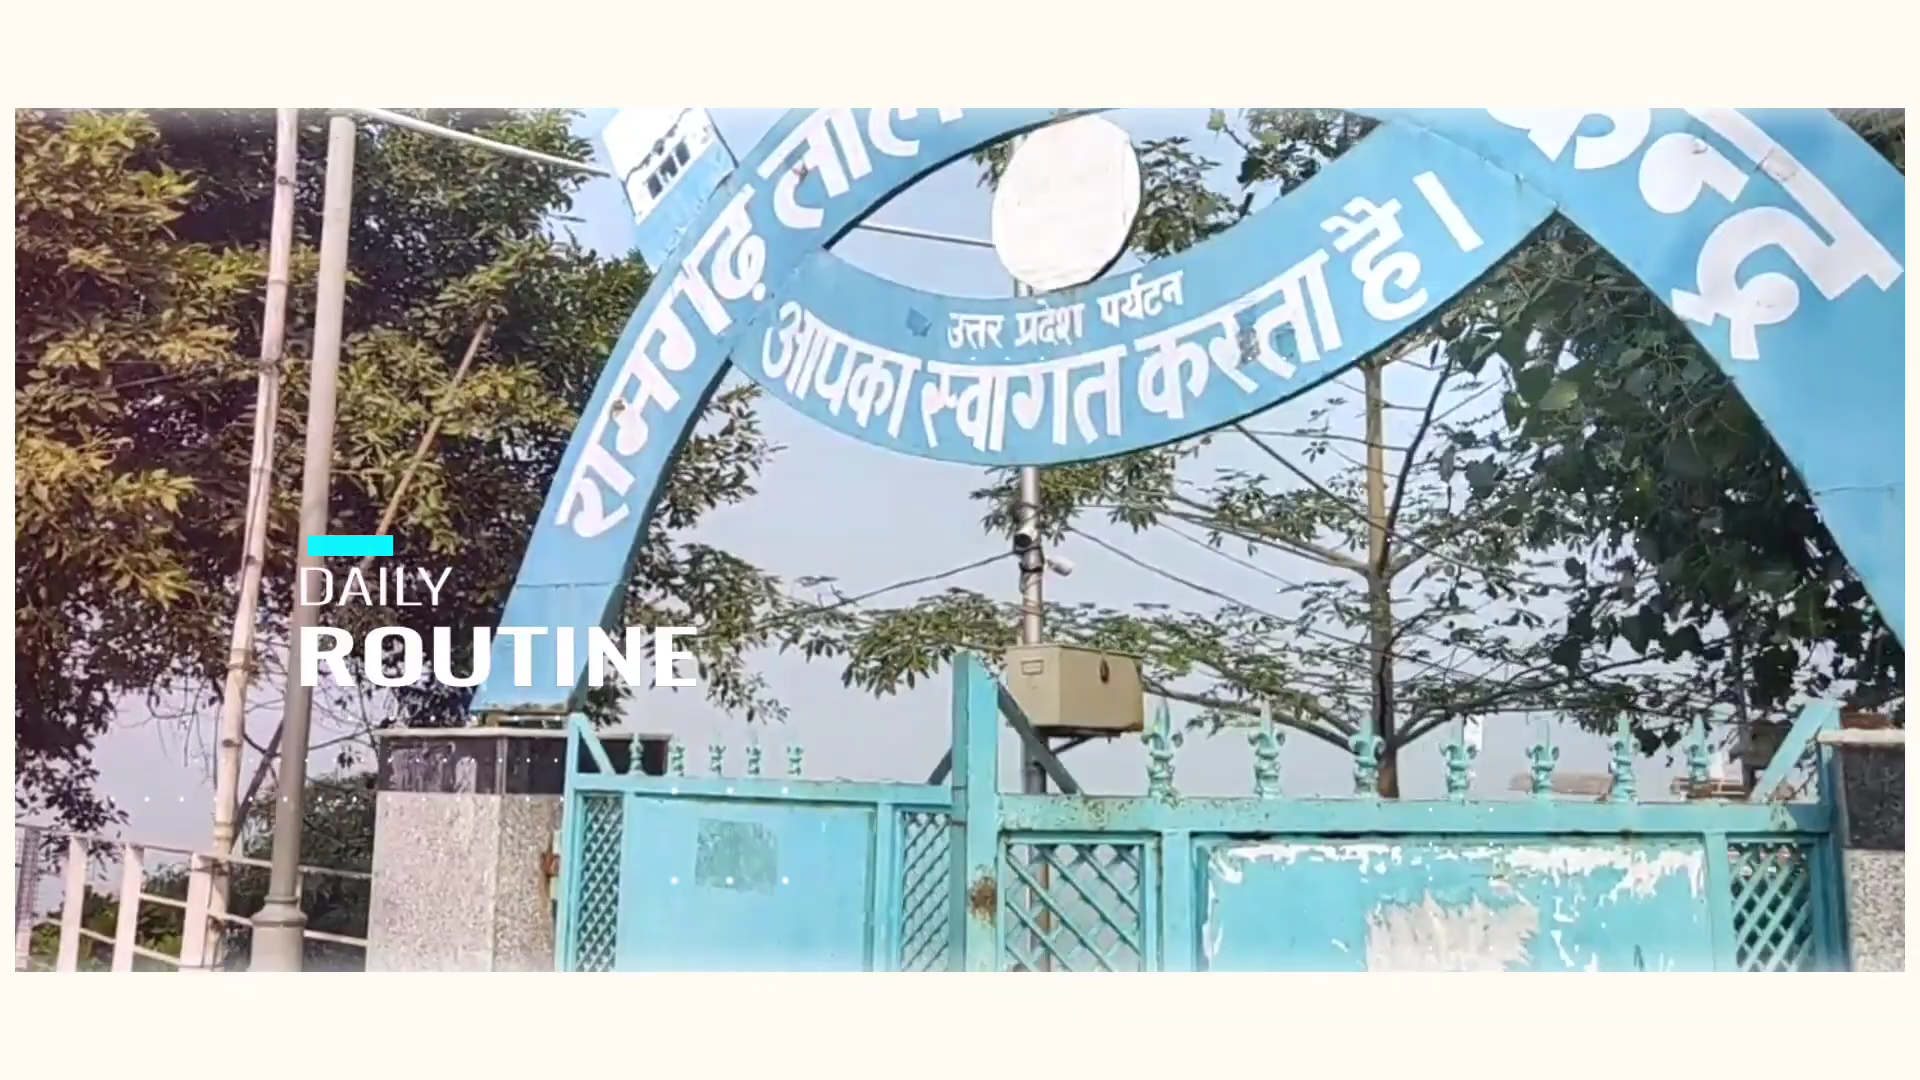 रामगढ़ ताल
उत्तर प्रदेश पर्यटन
आपका स्वागत करता है।
DAILY
ROUTINE